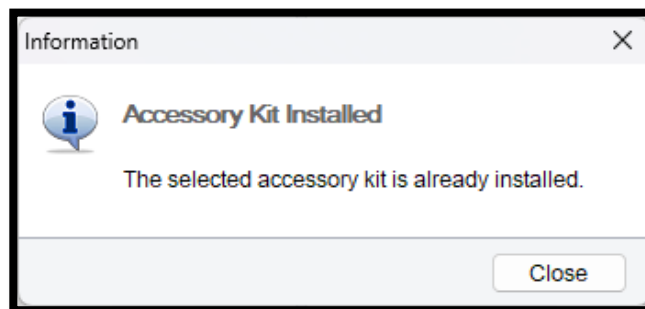 Information
Accessory Kit Installed
The selected accessory kit is already installed.
Close